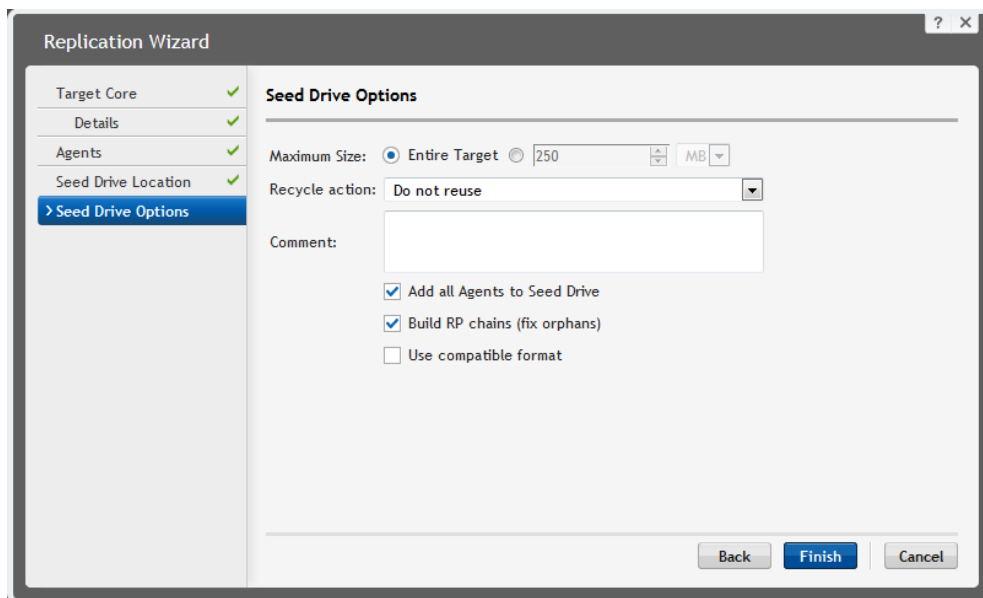 ? X
Replication Wizard
Target Core
Details
Agents
Seed Drive Location
> Seed Drive Options
Seed Drive Options
Maximum Size: Entire Target 250 MB
Recycle action: Do not reuse
Comment:
Add all Agents to Seed Drive
Build RP chains (fix orphans)
Use compatible format
Back Finish Cancel